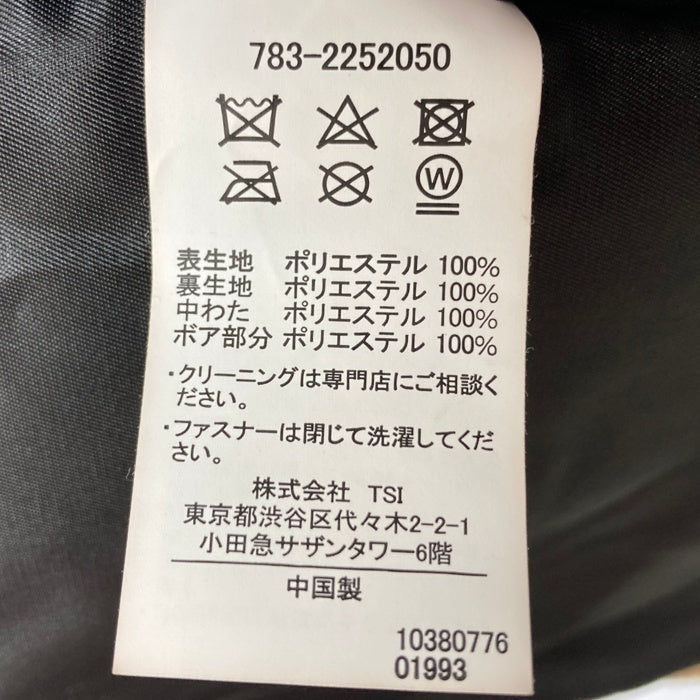 783-2252050
W
表生地 ポリエステル 100%
裏生地 ポリエステル 100%
中わた ポリエステル 100%
ボア部分 ポリエステル 100%
・クリーニングは専門店にご相談く
ださい。
・ファスナーは閉じて洗濯してくだ
さい。
株式会社 TSI
東京都渋谷区代々木2-2-1
小田急サザンタワー6階
中国製
10380776
01993